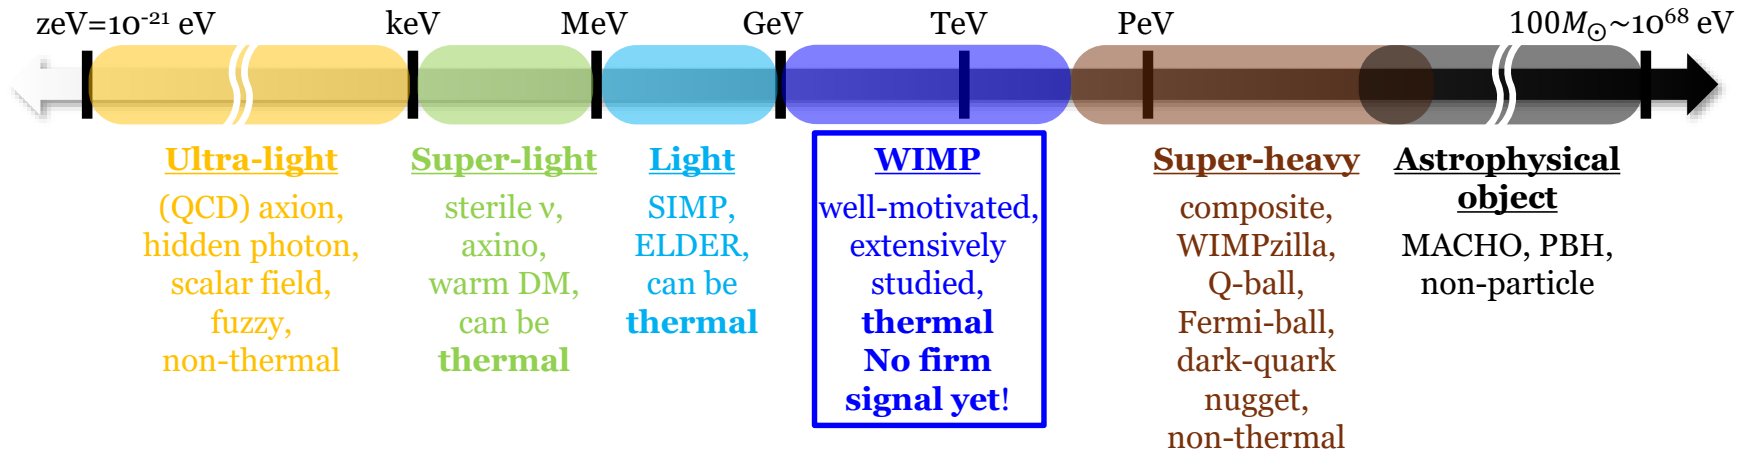 zeV=10⁻²¹ eV
keV
MeV
GeV
TeV
PeV
100M☉~10⁶⁸ eV
Ultra-light
(QCD) axion,
hidden photon,
scalar field,
fuzzy,
non-thermal
Super-light
sterile ν,
axino,
warm DM,
can be
thermal
Light
SIMP,
ELDER,
can be
thermal
WIMP
well-motivated,
extensively
studied,
thermal
No firm
signal yet!
Super-heavy
composite,
WIMPzilla,
Q-ball,
Fermi-ball,
dark-quark
nugget,
non-thermal
Astrophysical
object
MACHO, PBH,
non-particle